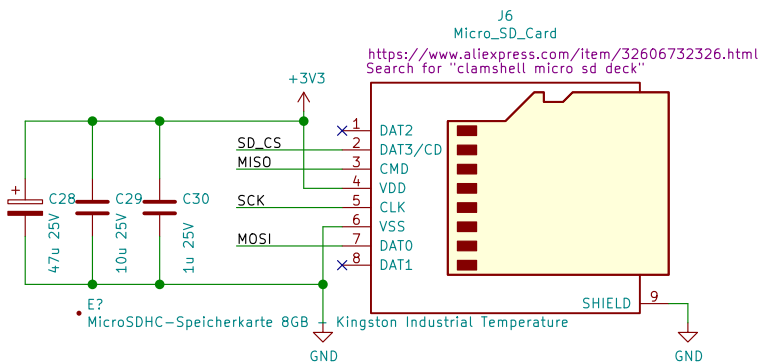 J6
Micro_SD_Card
https://www.aliexpress.com/item/32606732326.html
Search for "clamshell micro sd deck"
+3V3
1 DAT2
SD_CS 2 DAT3/CD
MISO 3 CMD
4 VDD
SCK 5 CLK
6 VSS
MOSI 7 DAT0
8 DAT1
+
C28
47u 25V
C29
10u 25V
C30
1u 25V
SHIELD 9
E?
MicroSDHC-Speicherkarte 8GB - Kingston Industrial Temperature
GND
GND